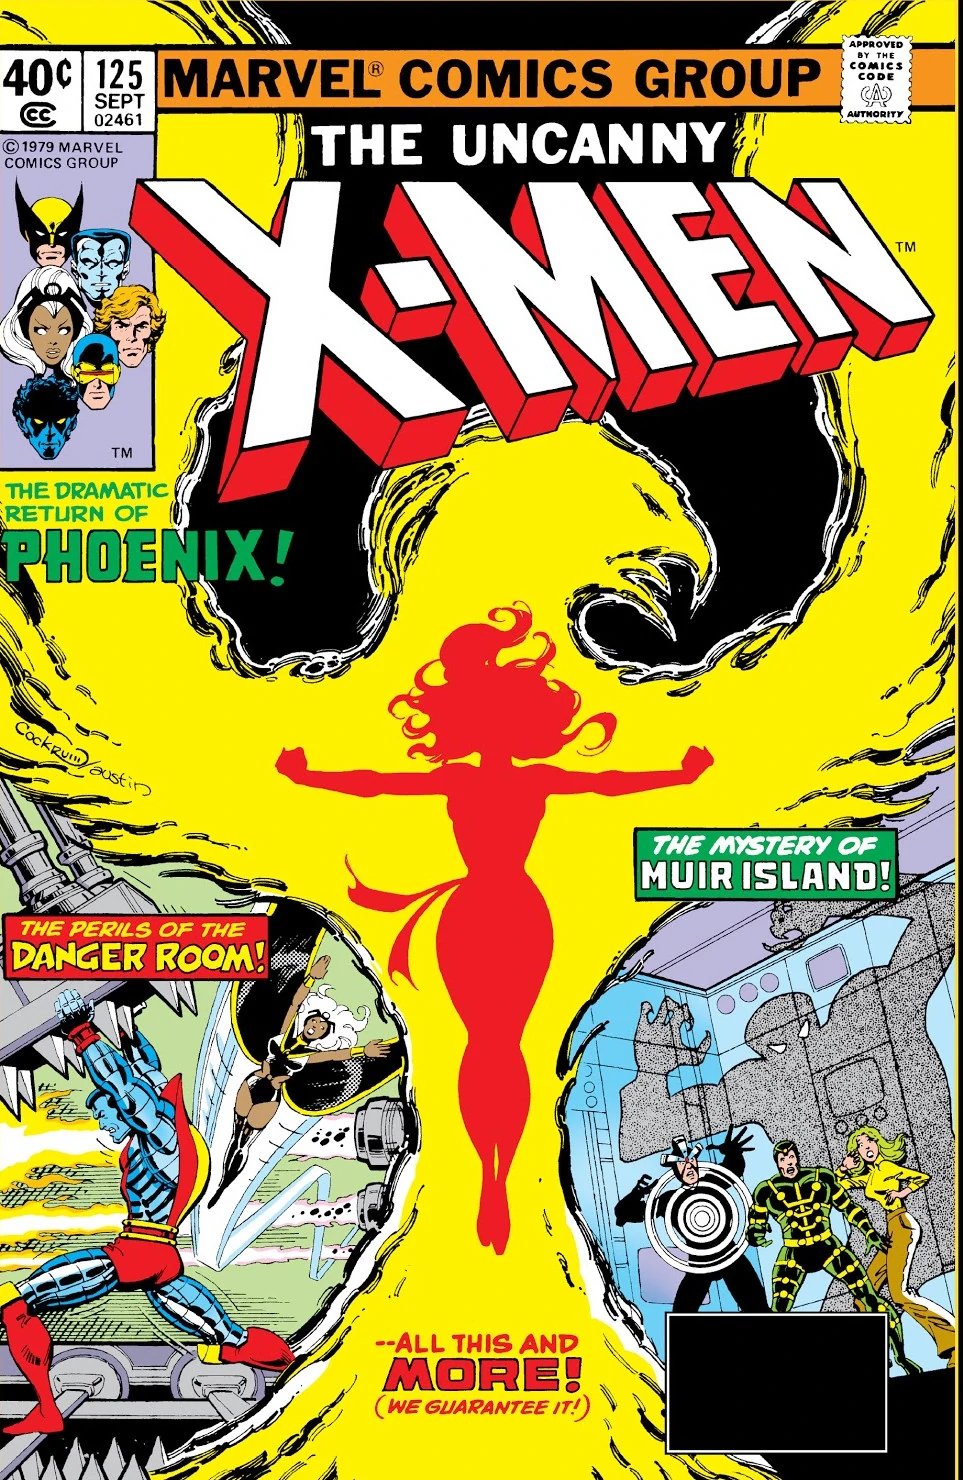 40¢
CC
125
SEPT
02461
MARVEL® COMICS GROUP
APPROVED
BY THE
COMICS
CODE
CA
AUTHORITY
©1979 MARVEL
COMICS GROUP
THE UNCANNY
X-MEN
TM
TM
THE DRAMATIC
RETURN OF
PHOENIX!
COCKRUM/austin
THE MYSTERY OF
MUIR ISLAND!
THE PERILS OF THE
DANGER ROOM!
--ALL THIS AND
MORE!
(WE GUARANTEE IT!)